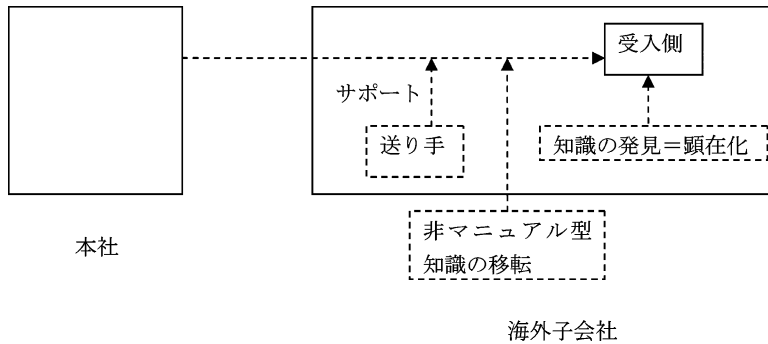 受入側
サポート
送り手
知識の発見＝顕在化
本社
非マニュアル型
知識の移転
海外子会社